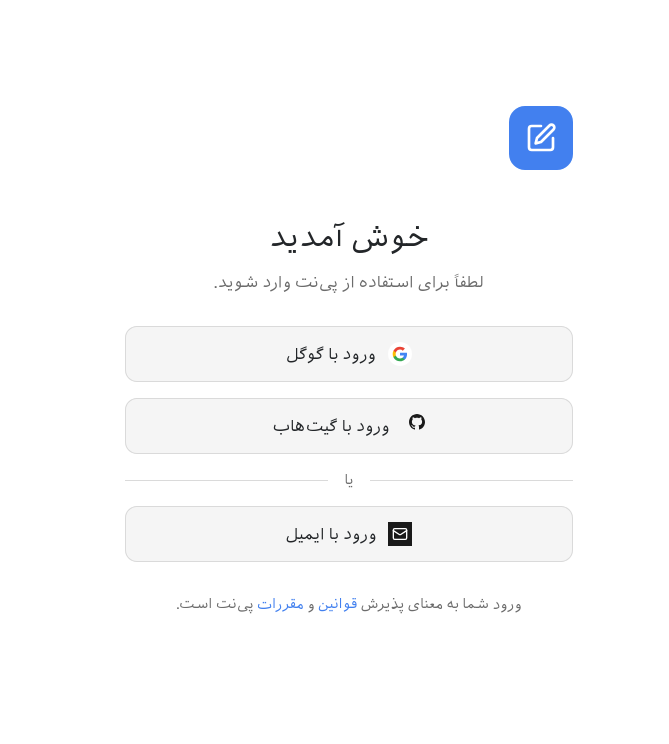 خوش آمدید
لطفاً برای استفاده از پی‌نت وارد شوید.
ورود با گوگل
ورود با گیت‌هاب
یا
ورود با ایمیل
ورود شما به معنای پذیرش قوانین و مقررات پی‌نت است.